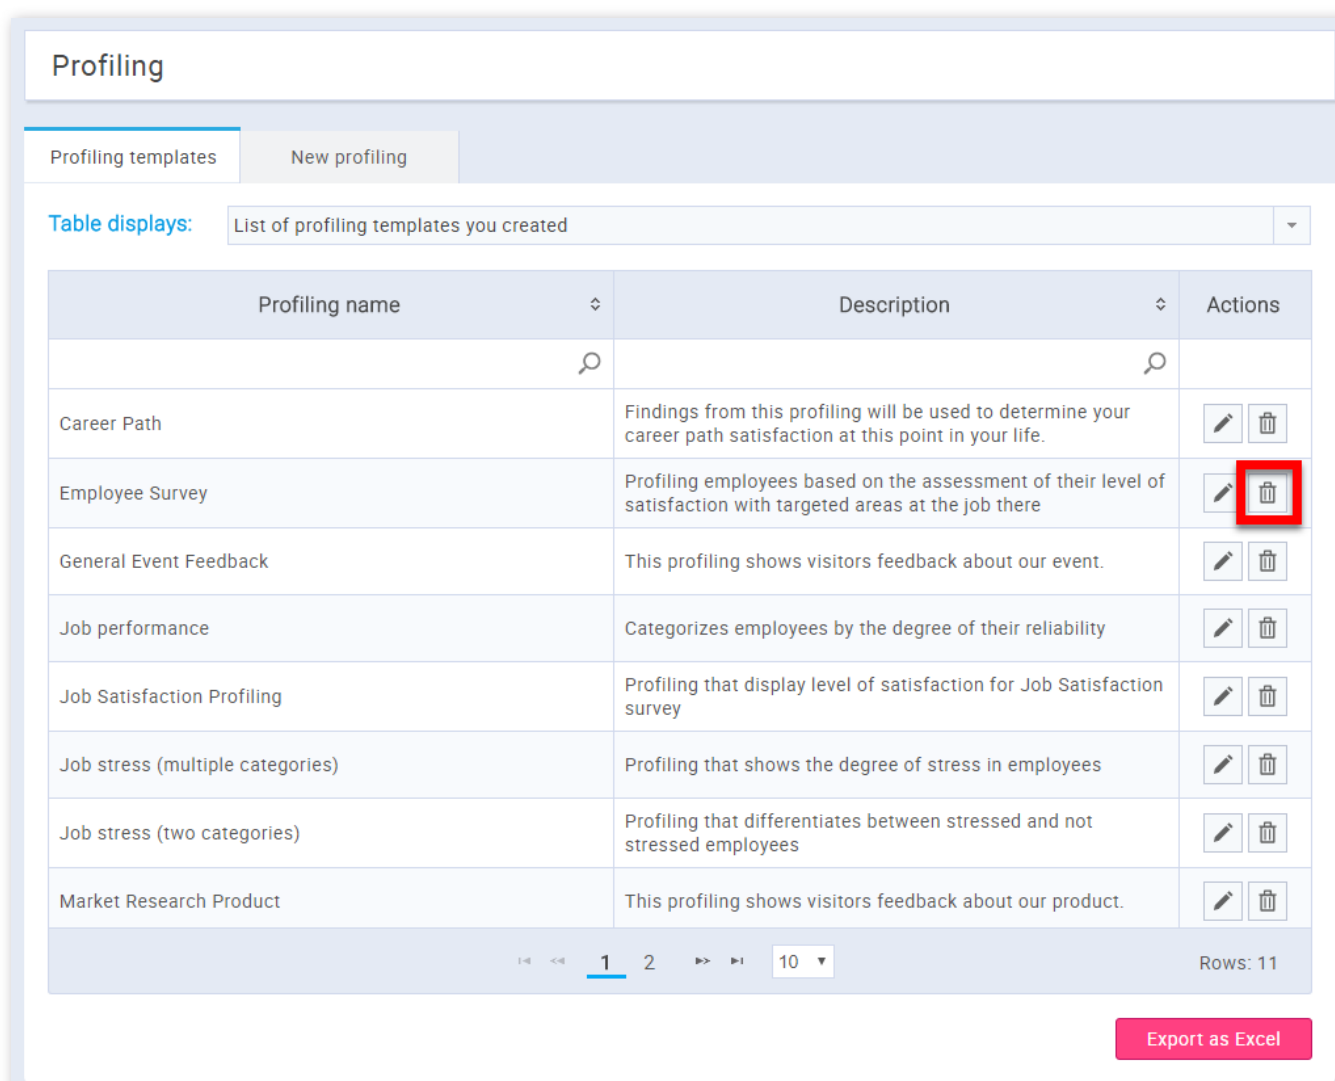 Profiling
Profiling templates
New profiling
Table displays:
List of profiling templates you created
Profiling name
Description
Actions
Career Path
Findings from this profiling will be used to determine your
career path satisfaction at this point in your life.
Employee Survey
Profiling employees based on the assessment of their level of
satisfaction with targeted areas at the job there
General Event Feedback
This profiling shows visitors feedback about our event.
Job performance
Categorizes employees by the degree of their reliability
Job Satisfaction Profiling
Profiling that display level of satisfaction for Job Satisfaction
survey
Job stress (multiple categories)
Profiling that shows the degree of stress in employees
Job stress (two categories)
Profiling that differentiates between stressed and not
stressed employees
Market Research Product
This profiling shows visitors feedback about our product.
1 2 10
Rows: 11
Export as Excel